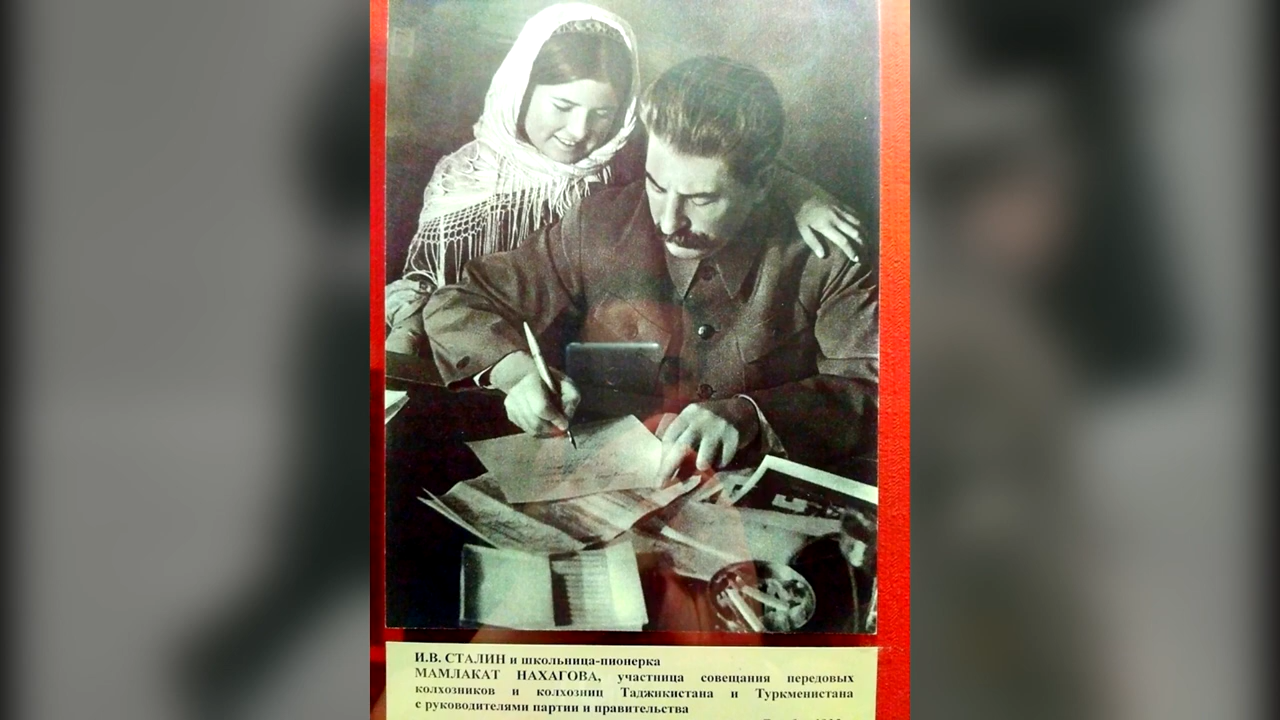 И.В. СТАЛИН и школьница-пионерка
МАМЛАКАТ НАХАГОВА, участница совещания передовых
колхозников и колхозниц Таджикистана и Туркменистана
с руководителями партии и правительства